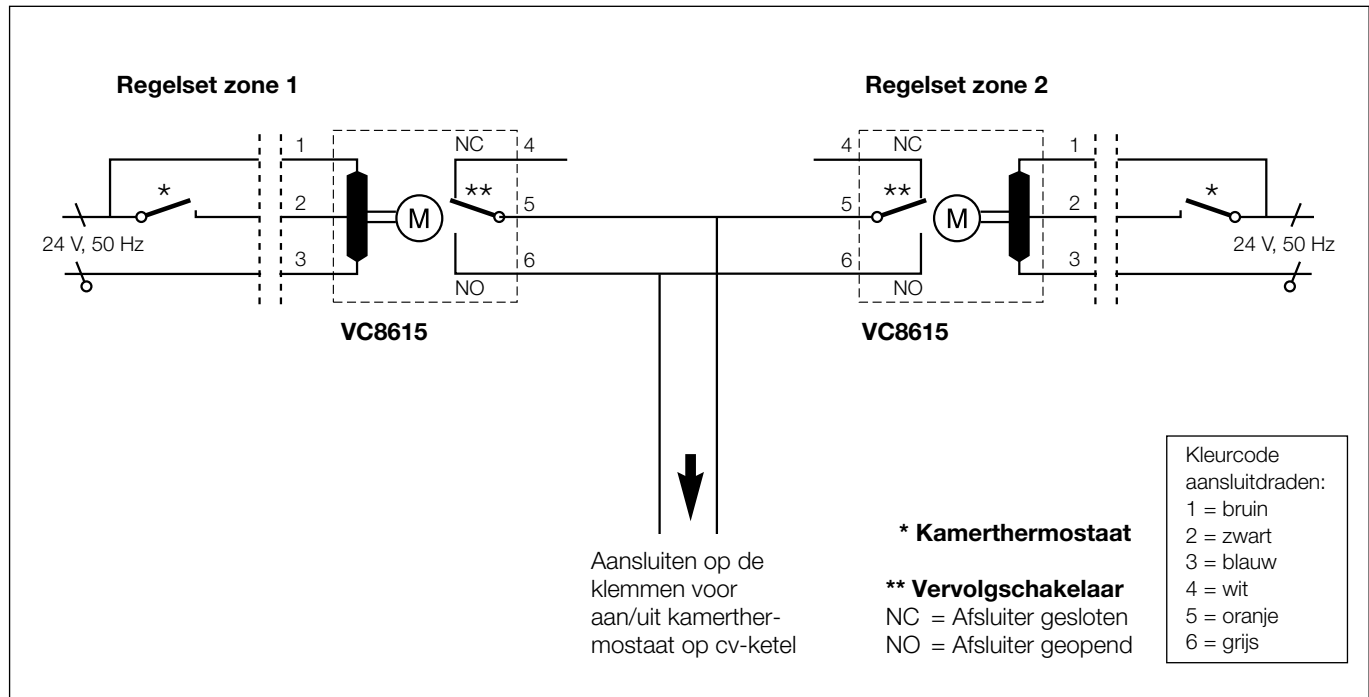 Regelset zone 1
Regelset zone 2
1
NC
4
*
2
**
M
5
24 V, 50 Hz
3
6
NO
VC8615
4
NC
1
5
**
M
2
*
24 V, 50 Hz
6
3
NO
VC8615
Aansluiten op de
klemmen voor
aan/uit kamerther-
mostaat op cv-ketel
* Kamerthermostaat
** Vervolgschakelaar
NC = Afsluiter gesloten
NO = Afsluiter geopend
Kleurcode
aansluitdraden:
1 = bruin
2 = zwart
3 = blauw
4 = wit
5 = oranje
6 = grijs